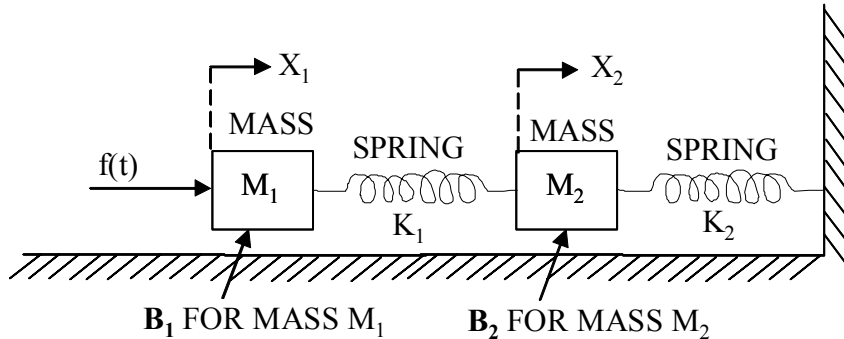 X₁ X₂
MASS MASS
SPRING SPRING
f(t) M₁ M₂
K₁ K₂
B₁ FOR MASS M₁ B₂ FOR MASS M₂